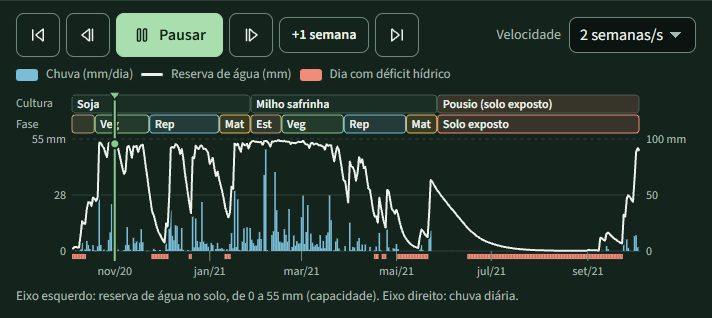 Pausar
+1 semana
Velocidade
2 semanas/s
Chuva (mm/dia)
Reserva de água (mm)
Dia com déficit hídrico
Cultura
Soja
Milho safrinha
Pousio (solo exposto)
Fase
Veg
Rep
Mat
Est
Veg
Rep
Mat
Solo exposto
55 mm
100 mm
28
50
0
0
nov/20
jan/21
mar/21
mai/21
jul/21
set/21
Eixo esquerdo: reserva de água no solo, de 0 a 55 mm (capacidade). Eixo direito: chuva diária.